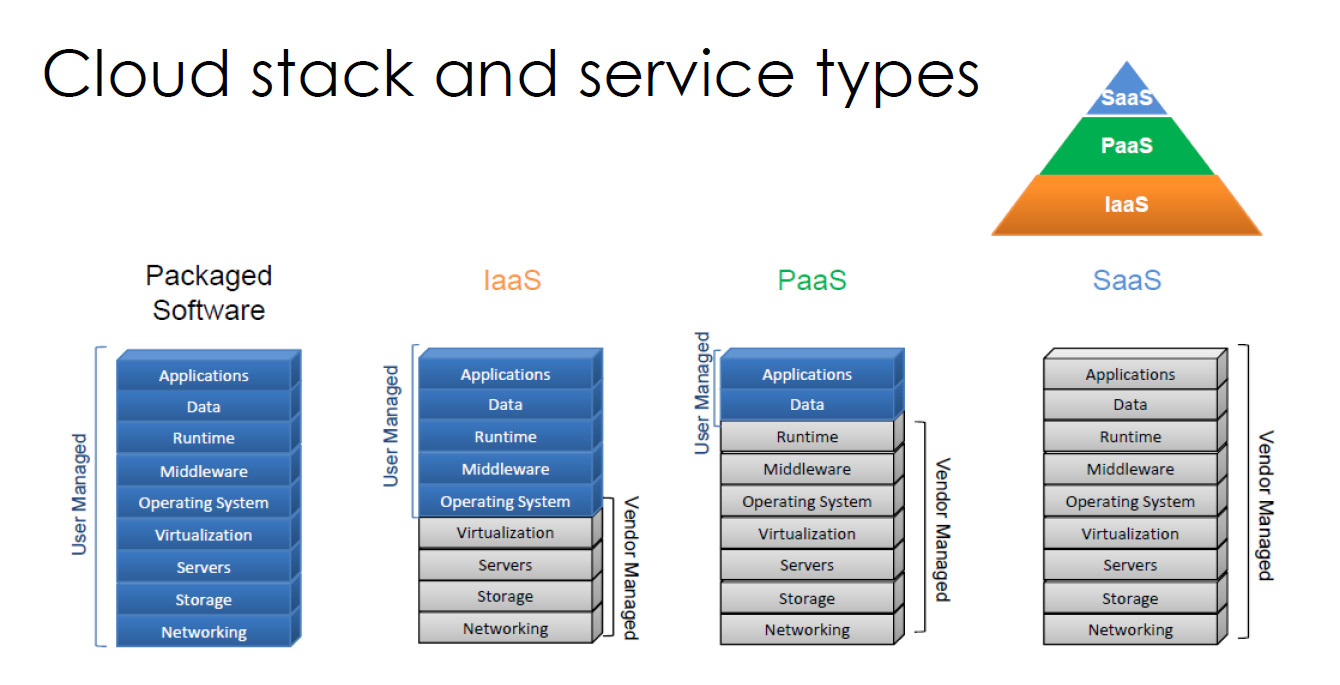 Cloud stack and service types
SaaS
PaaS
IaaS
Packaged
Software
User Managed
Applications
Data
Runtime
Middleware
Operating System
Virtualization
Servers
Storage
Networking
IaaS
User Managed
Applications
Data
Runtime
Middleware
Operating System
Virtualization
Servers
Storage
Networking
Vendor Managed
PaaS
User Managed
Applications
Data
Runtime
Middleware
Operating System
Virtualization
Servers
Storage
Networking
Vendor Managed
SaaS
Applications
Data
Runtime
Middleware
Operating System
Virtualization
Servers
Storage
Networking
Vendor Managed